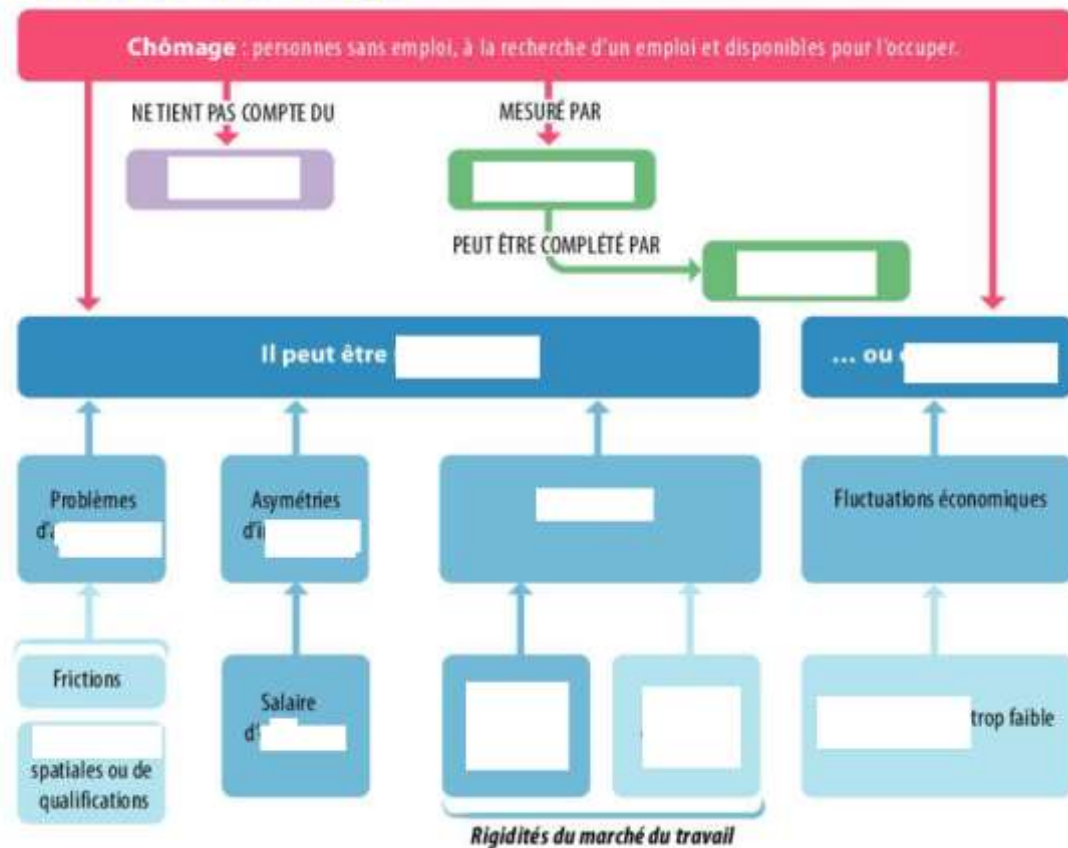 Chômage : personnes sans emploi, à la recherche d'un emploi et disponibles pour l'occuper.
NE TIENT PAS COMPTE DU
MESURÉ PAR
PEUT ÊTRE COMPLÉTÉ PAR
Il peut être
... ou
Problèmes
Asymétries
Fluctuations économiques
Frictions
Salaire
trop faible
spatiales ou de
qualifications
Rigidités du marché du travail